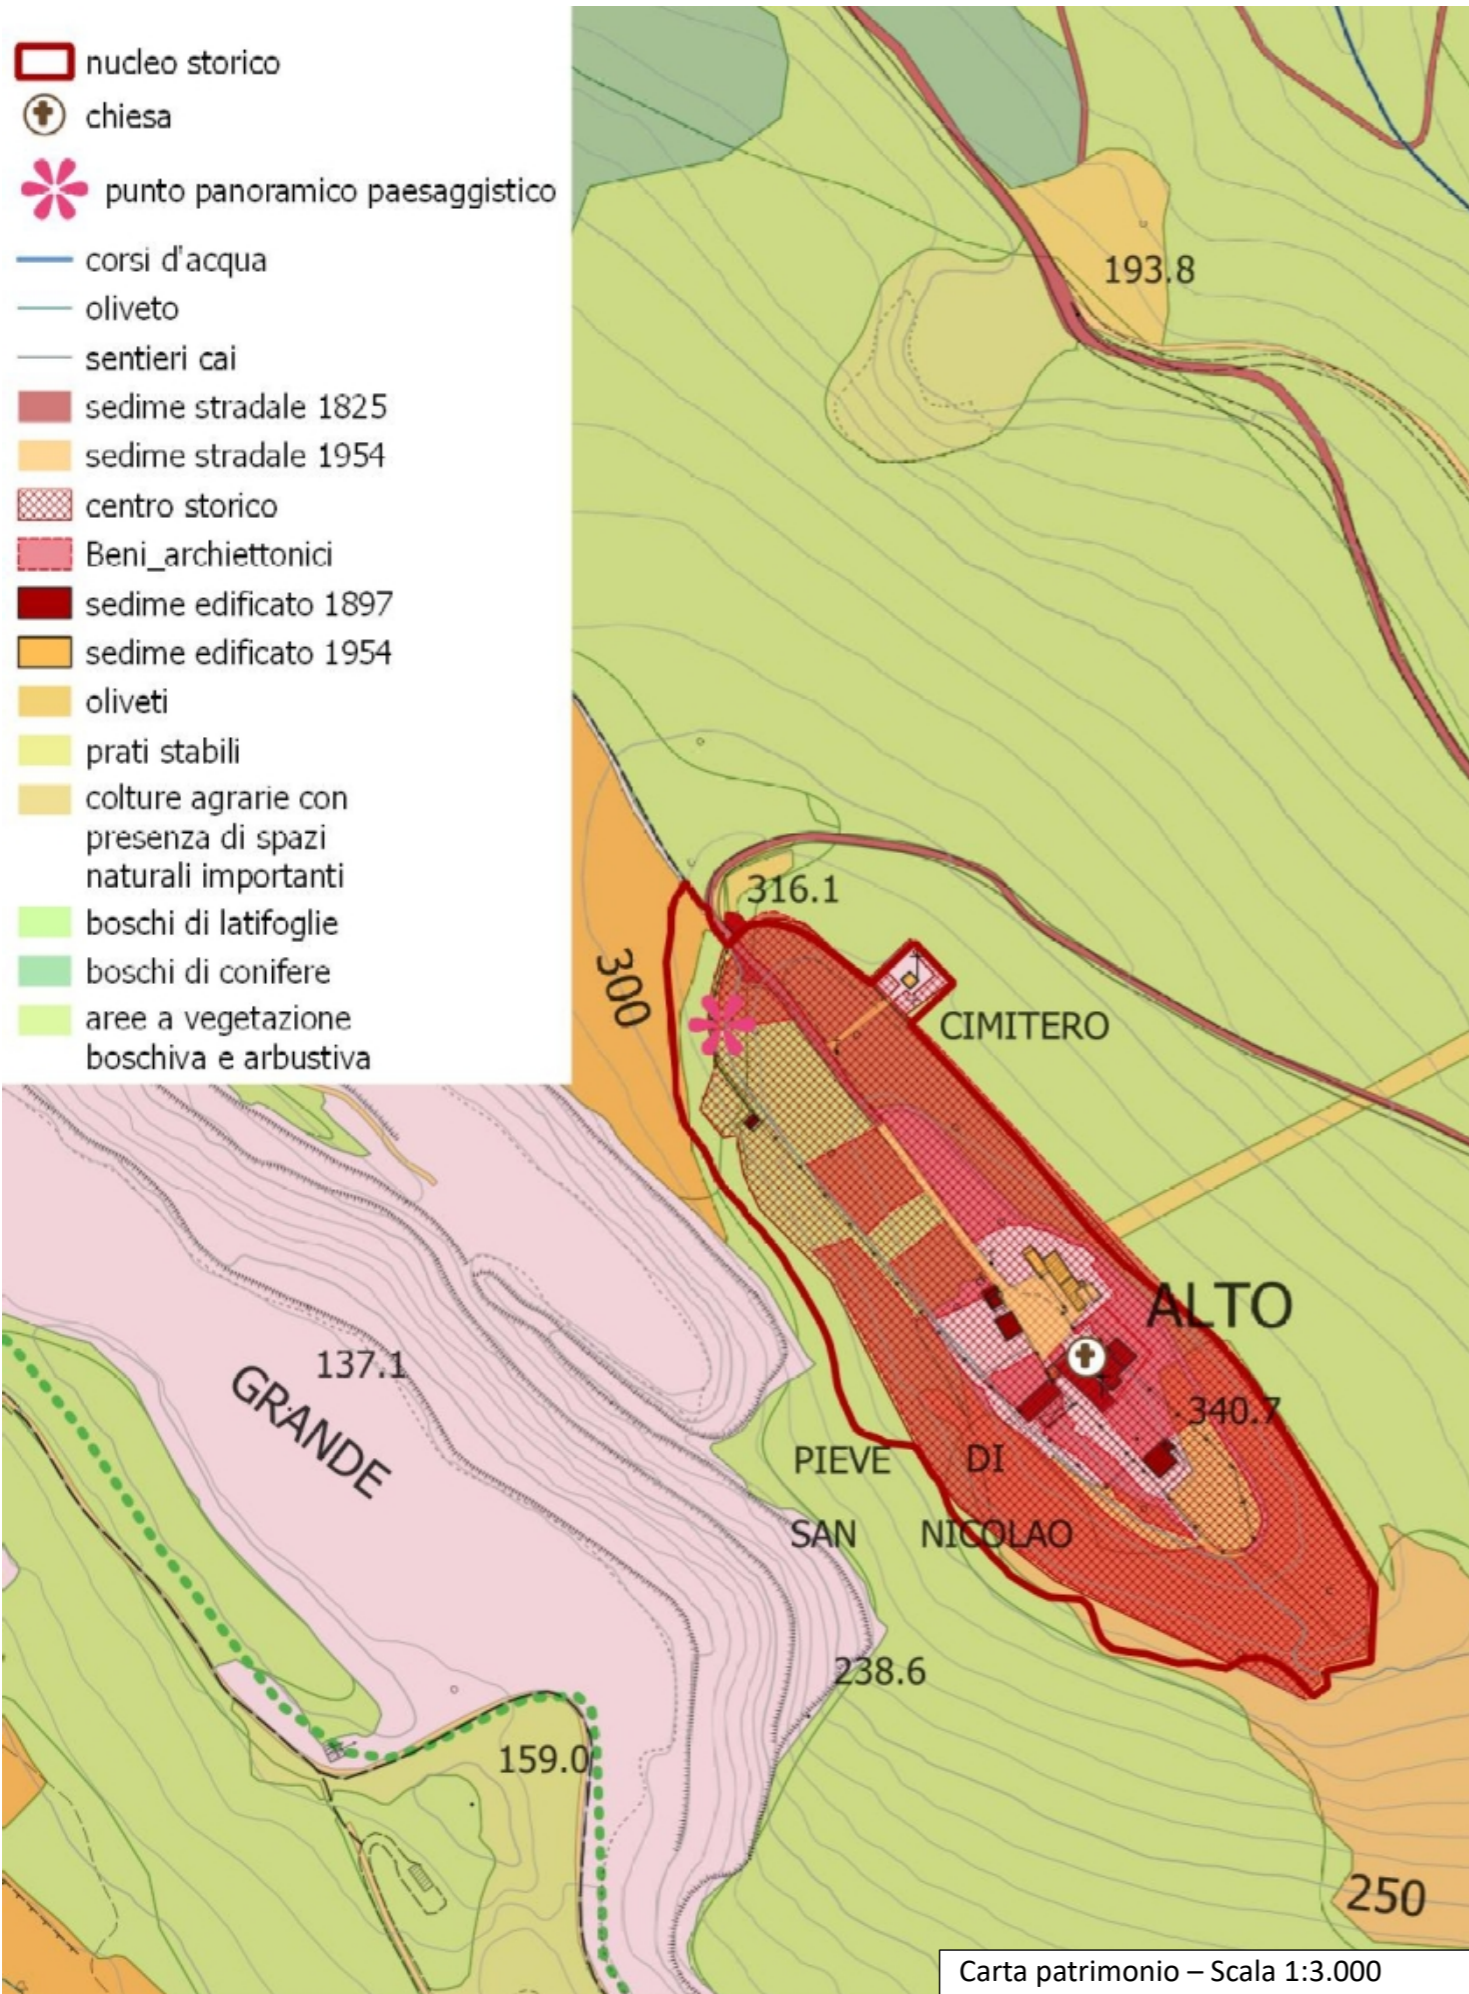 nucleo storico
chiesa
punto panoramico paesaggistico
corsi d'acqua
oliveto
sentieri cai
sedime stradale 1825
sedime stradale 1954
centro storico
Beni_archiettonici
sedime edificato 1897
sedime edificato 1954
oliveti
prati stabili
colture agrarie con
presenza di spazi
naturali importanti
boschi di latifoglie
boschi di conifere
aree a vegetazione
boschiva e arbustiva
193.8
316.1
300
CIMITERO
ALTO
137.1
GRANDE
340.7
PIEVE DI
SAN NICOLAO
238.6
159.0
250
Carta patrimonio – Scala 1:3.000